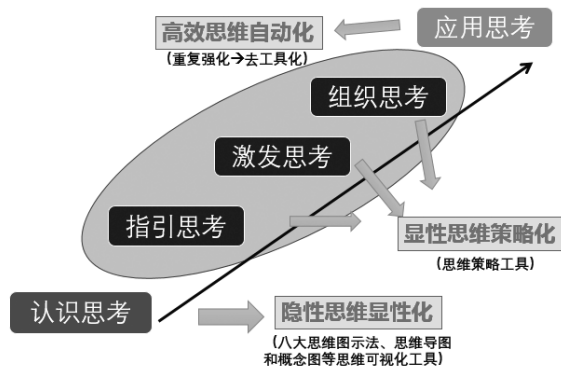 应用思考
高效思维自动化
(重复强化→去工具化)
组织思考
激发思考
指引思考
显性思维策略化
(思维策略工具)
认识思考
隐性思维显性化
(八大思维图示法、思维导图
和概念图等思维可视化工具)